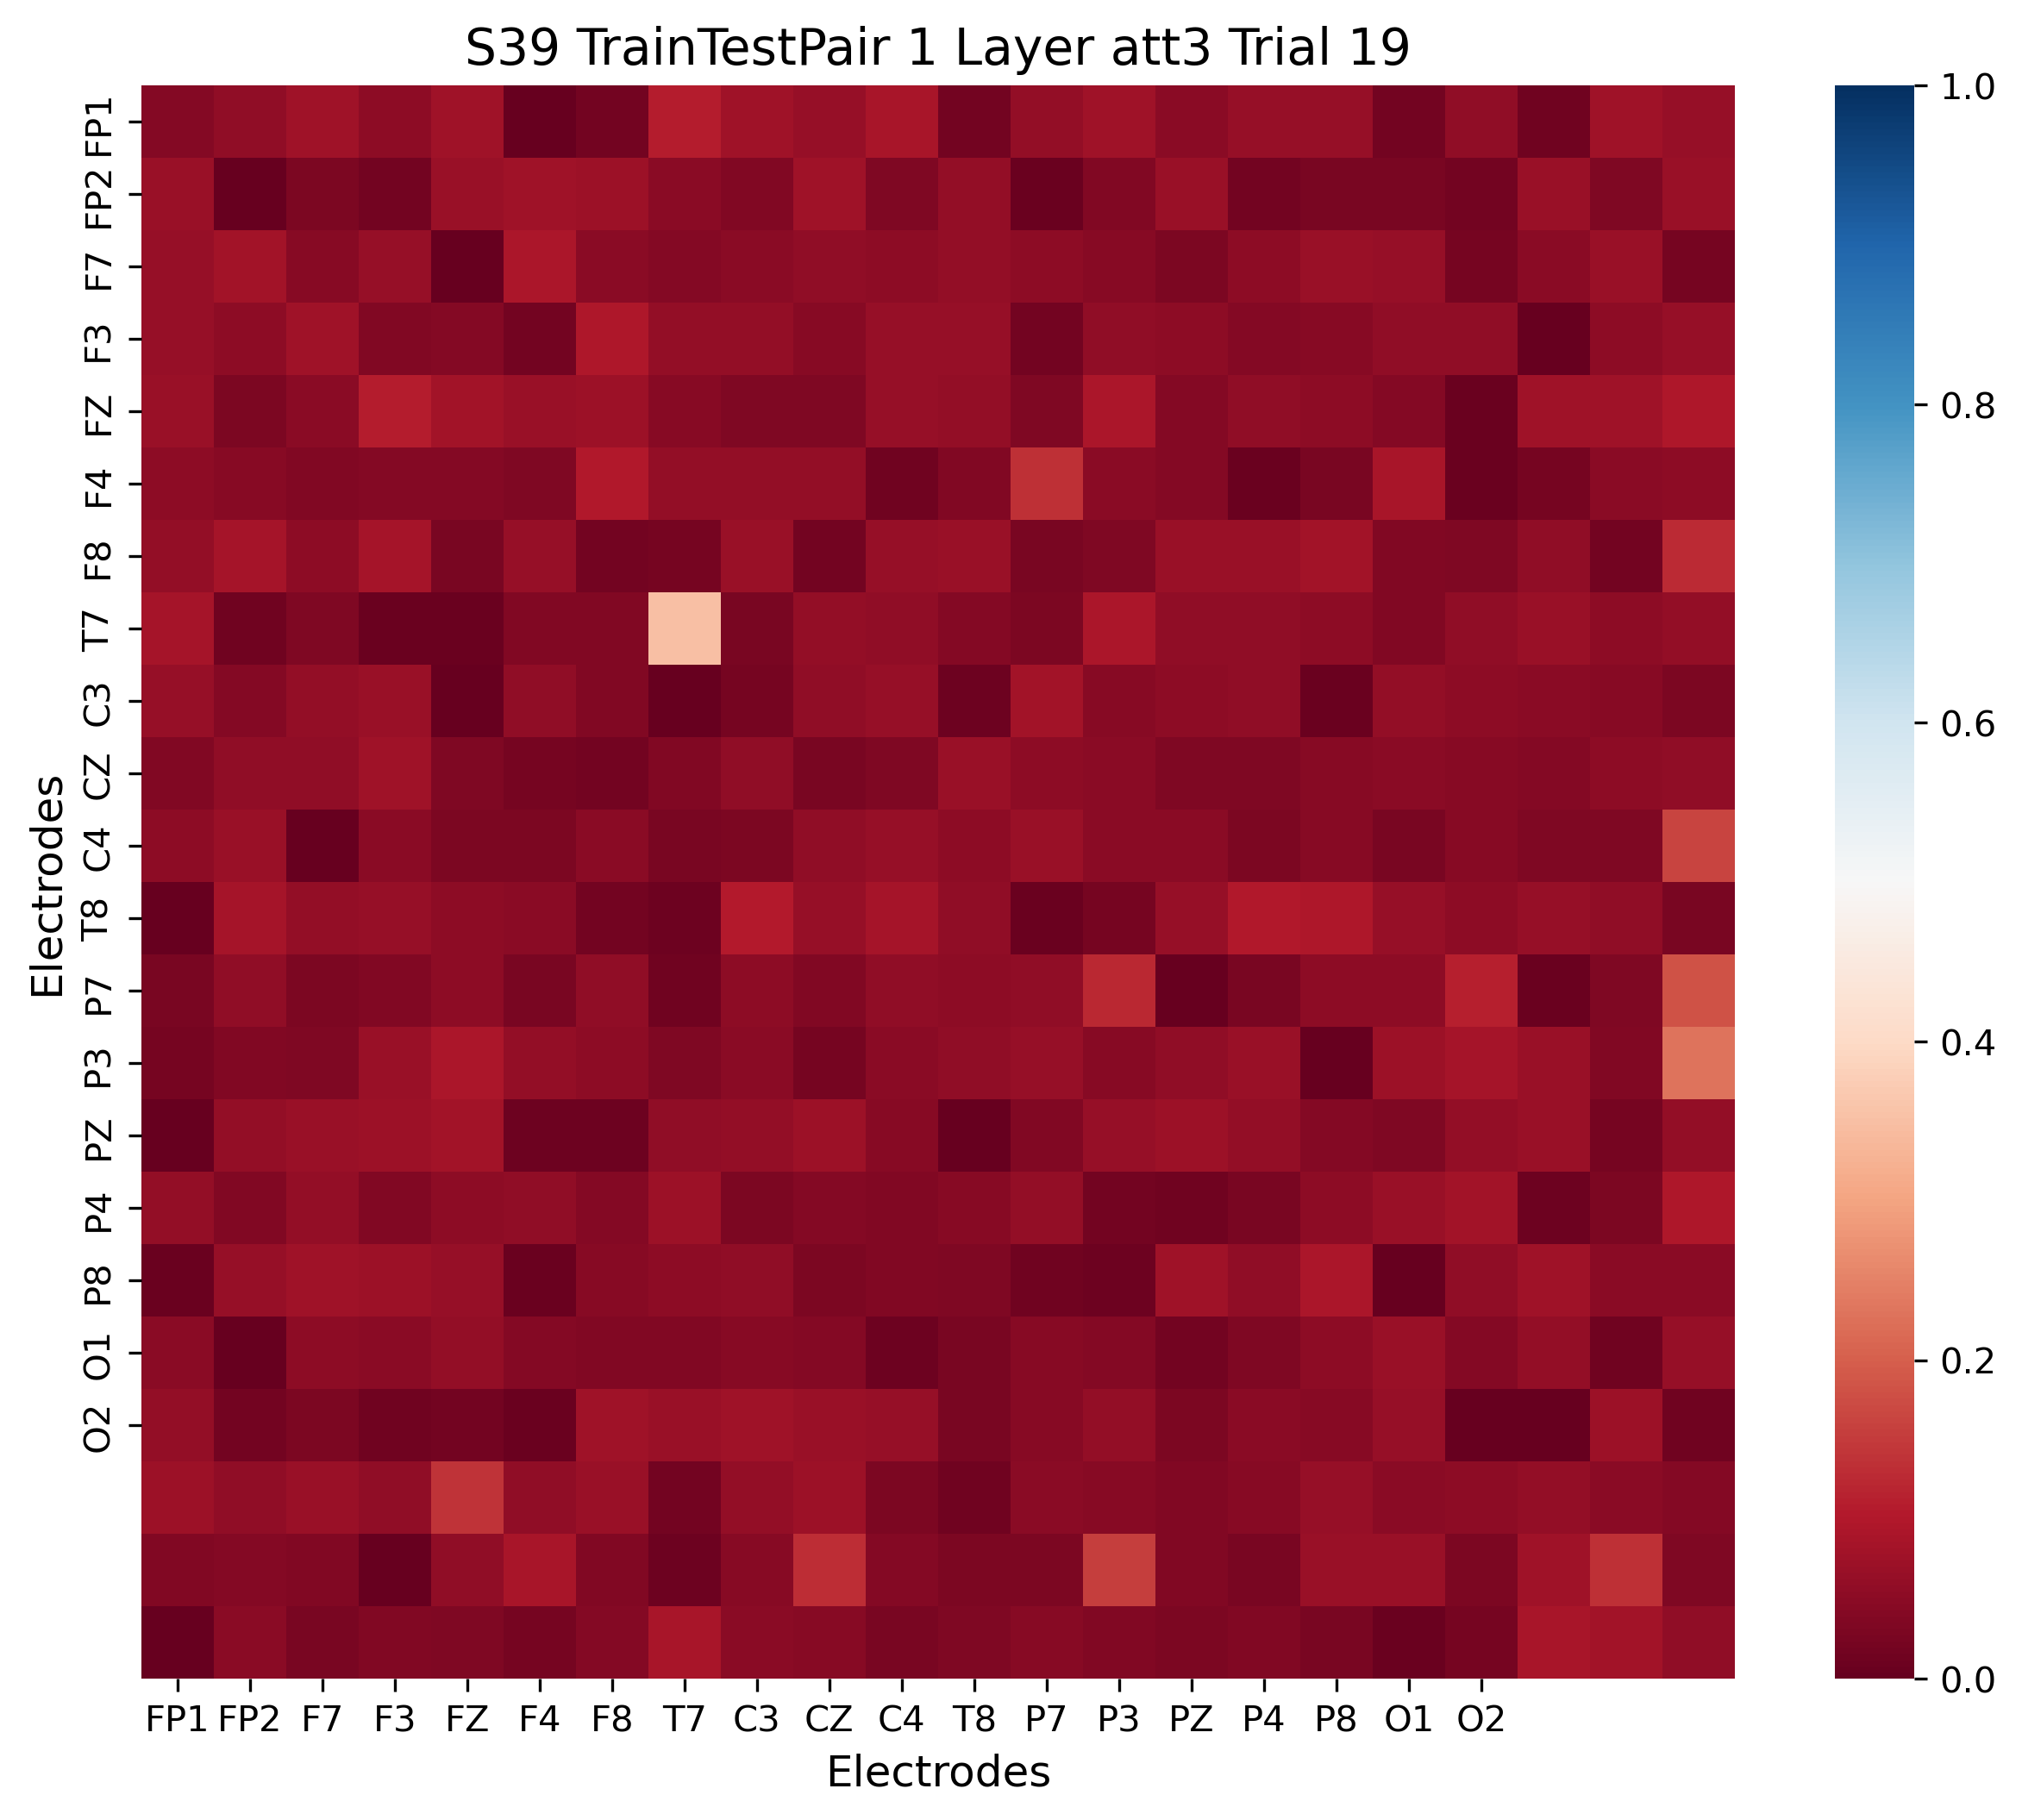 S39 TrainTestPair 1 Layer att3 Trial 19
Electrodes
FP1
FP2
F7
F3
FZ
F4
F8
T7
C3
CZ
C4
T8
P7
P3
PZ
P4
P8
O1
O2
FP1 FP2 F7 F3 FZ F4 F8 T7 C3 CZ C4 T8 P7 P3 PZ P4 P8 O1 O2
Electrodes
1.0
0.8
0.6
0.4
0.2
0.0